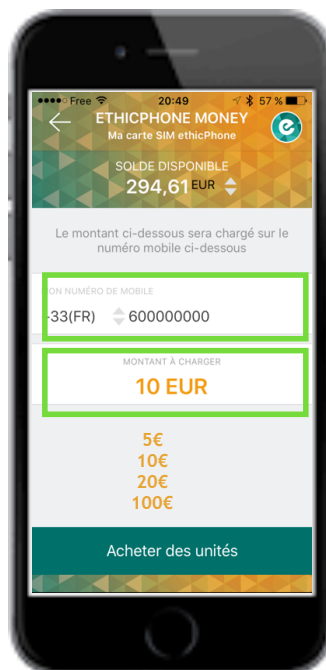 Free 20:49 57 %
ETHICPHONE MONEY
Ma carte SIM ethicPhone
e
SOLDE DISPONIBLE
294,61 EUR
Le montant ci-dessous sera chargé sur le
numéro mobile ci-dessous
ON NUMÉRO DE MOBILE
33(FR) 600000000
MONTANT À CHARGER
10 EUR
5€
10€
20€
100€
Acheter des unités